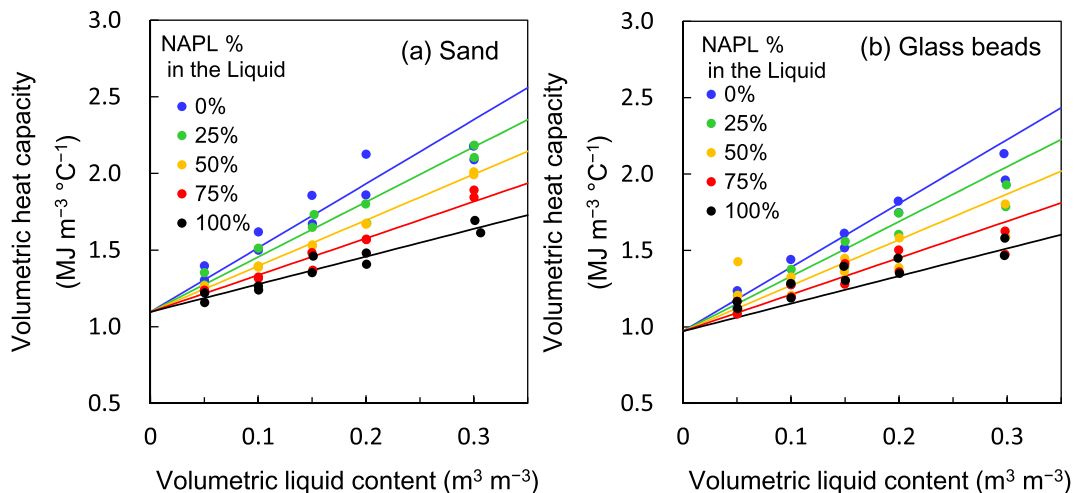 (a) Sand
NAPL %
in the Liquid
0%
25%
50%
75%
100%
3.0
2.5
2.0
1.5
1.0
0.5
0
0.1
0.2
0.3
Volumetric heat capacity
(MJ m⁻³ °C⁻¹)
Volumetric liquid content (m³ m⁻³)
(b) Glass beads
NAPL %
in the Liquid
0%
25%
50%
75%
100%
3.0
2.5
2.0
1.5
1.0
0.5
0
0.1
0.2
0.3
Volumetric heat capacity
(MJ m⁻³ °C⁻¹)
Volumetric liquid content (m³ m⁻³)